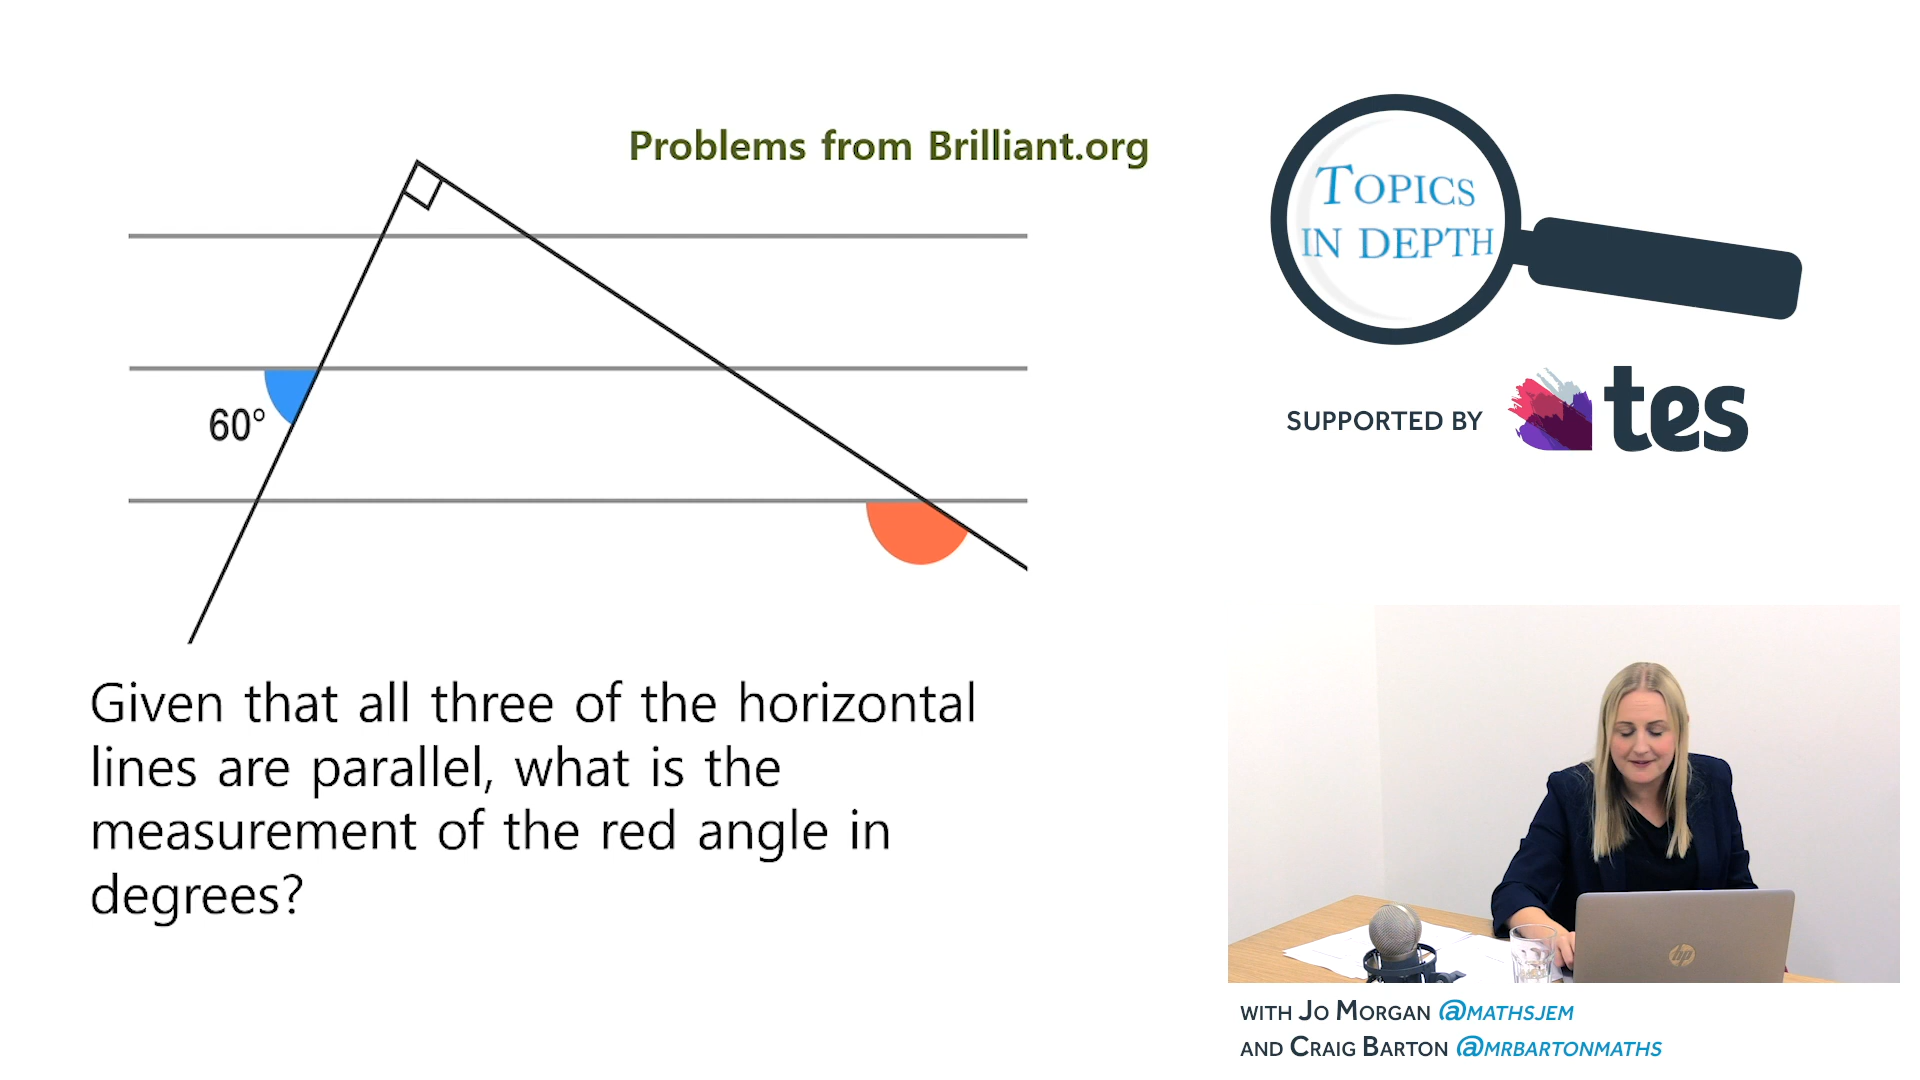 Problems from Brilliant.org
60°
Given that all three of the horizontal
lines are parallel, what is the
measurement of the red angle in
degrees?
TOPICS
IN DEPTH
SUPPORTED BY
tes
hp
WITH JO MORGAN @MATHSJEM
AND CRAIG BARTON @MRBARTONMATHS